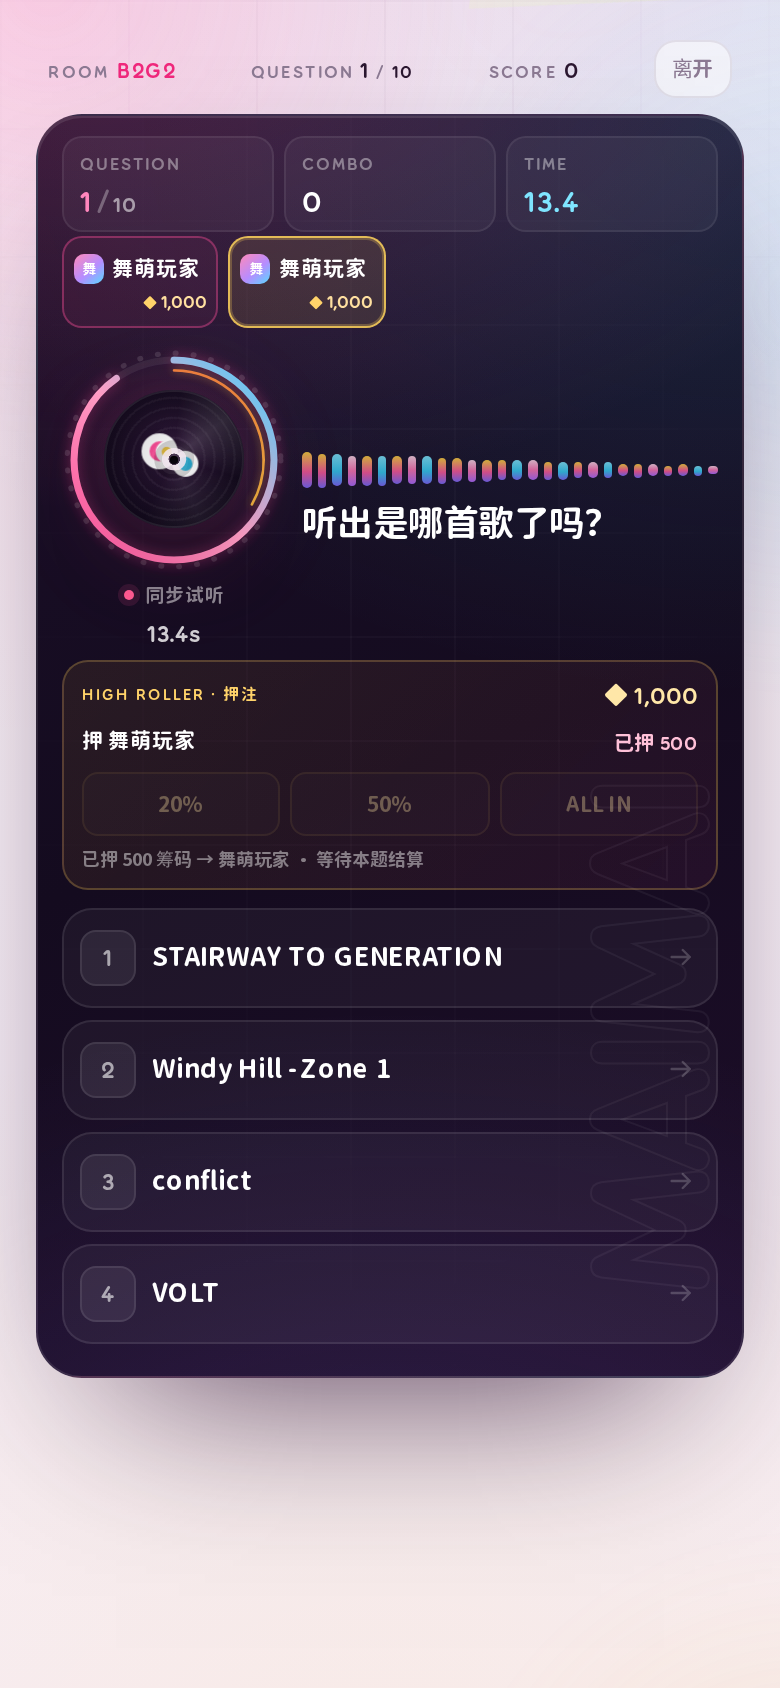 ROOM B2G2 QUESTION 1 / 10 SCORE 0 离开
QUESTION COMBO TIME
1 / 10 0 13.4
舞 舞萌玩家 舞 舞萌玩家
1,000 1,000
听出是哪首歌了吗?
同步试听
13.4s
HIGH ROLLER · 押注 1,000
押 舞萌玩家 已押 500
20% 50% ALL IN
已押 500 筹码 → 舞萌玩家 · 等待本题结算
1 STAIRWAY TO GENERATION →
2 Windy Hill - Zone 1 →
3 conflict →
4 VOLT →
MAIMAI